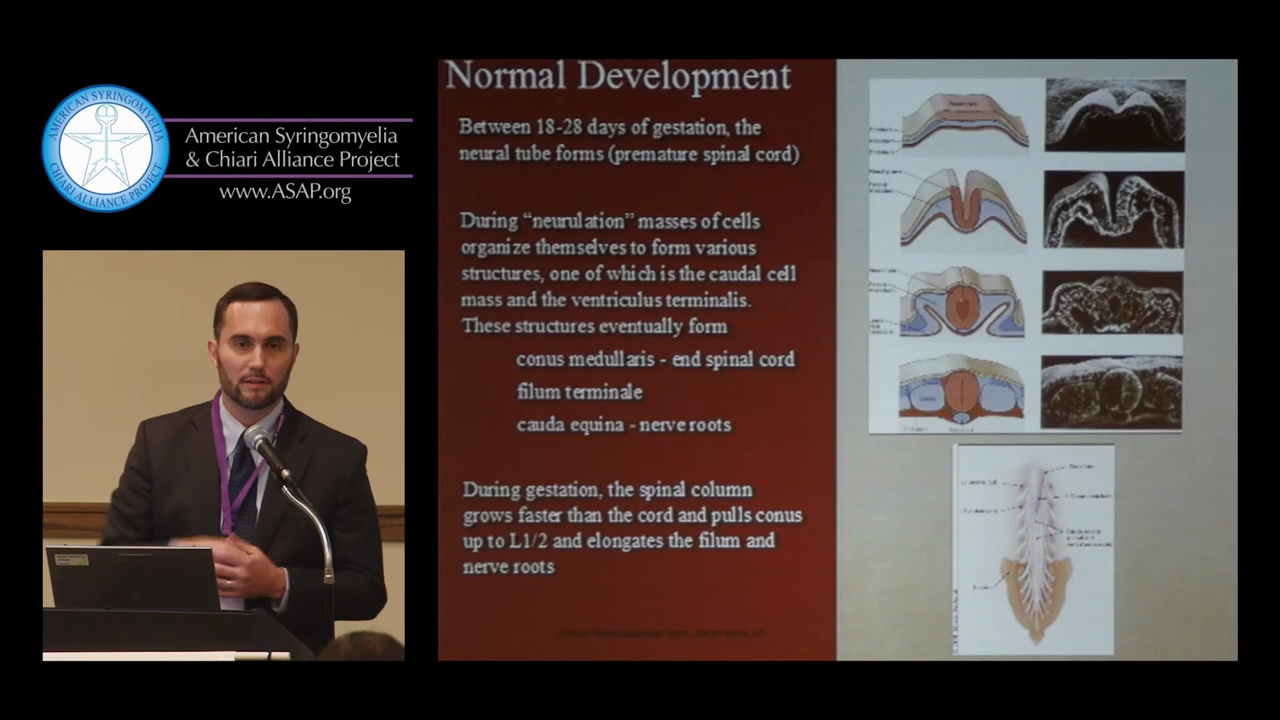 AMERICAN SYRINGOMYELIA
CHIARI ALLIANCE PROJECT
American Syringomyelia
& Chiari Alliance Project
www.ASAP.org
Normal Development
Between 18-28 days of gestation, the
neural tube forms (premature spinal cord)
During “neurulation” masses of cells
organize themselves to form various
structures, one of which is the caudal cell
mass and the ventriculus terminalis.
These structures eventually form
conus medullaris - end spinal cord
filum terminale
cauda equina - nerve roots
During gestation, the spinal column
grows faster than the cord and pulls conus
up to L1/2 and elongates the filum and
nerve roots